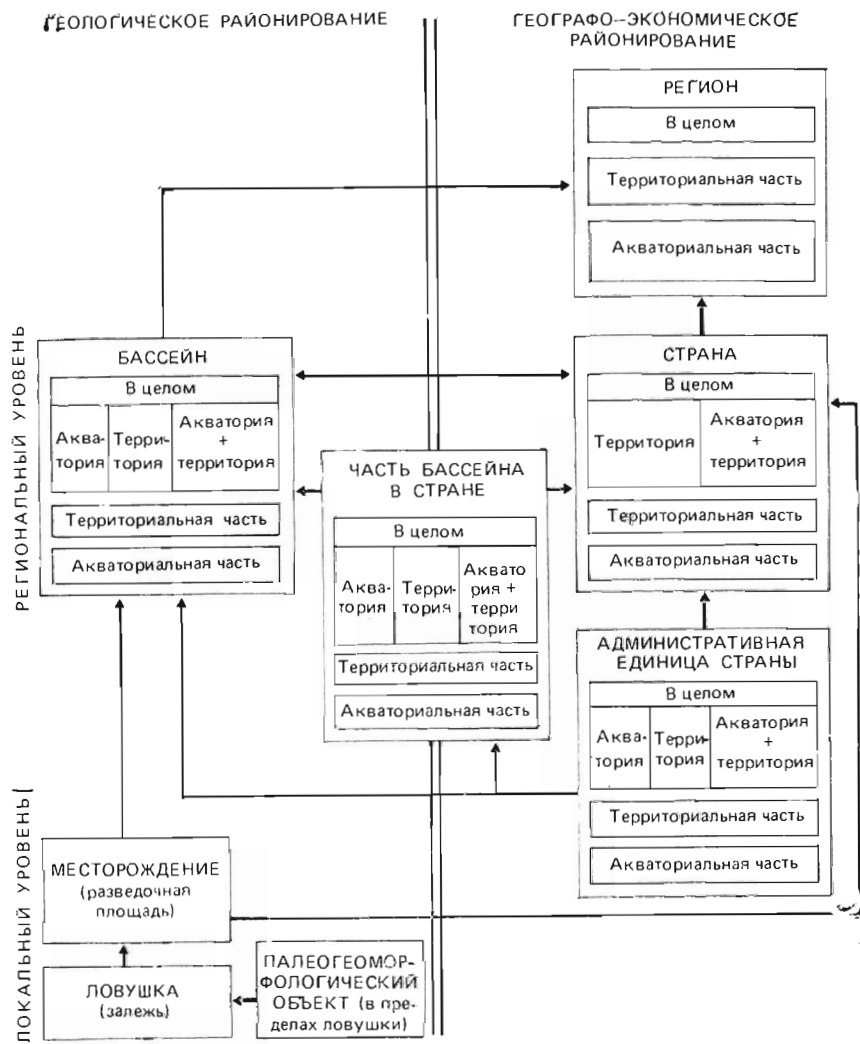 ГЕОЛОГИЧЕСКОЕ РАЙОНИРОВАНИЕ
ГЕОГРАФО–ЭКОНОМИЧЕСКОЕ
РАЙОНИРОВАНИЕ
РЕГИОН
В целом
Территориальная часть
Акваториальная часть
РЕГИОНАЛЬНЫЙ УРОВЕНЬ
БАССЕЙН
В целом
Аква-
тория
Терри-
тория
Акватория
+
территория
Территориальная часть
Акваториальная часть
СТРАНА
В целом
Территория
Акватория
+
территория
Территориальная часть
Акваториальная часть
ЧАСТЬ БАССЕЙНА
В СТРАНЕ
В целом
Аква-
тория
Терри-
тория
Аквато
рия +
терри
тория
Территориальная часть
Акваториальная часть
АДМИНИСТРАТИВНАЯ
ЕДИНИЦА СТРАНЫ
В целом
Аква-
тория
Терри-
тория
Акватория
+
территория
Территориальная часть
Акваториальная часть
ЛОКАЛЬНЫЙ УРОВЕНЬ
МЕСТОРОЖДЕНИЕ
(разведочная
площадь)
ЛОВУШКА
(залежь)
ПАЛЕОГЕОМОР-
ФОЛОГИЧЕСКИЙ
ОБЪЕКТ (в пре-
делах ловушки)